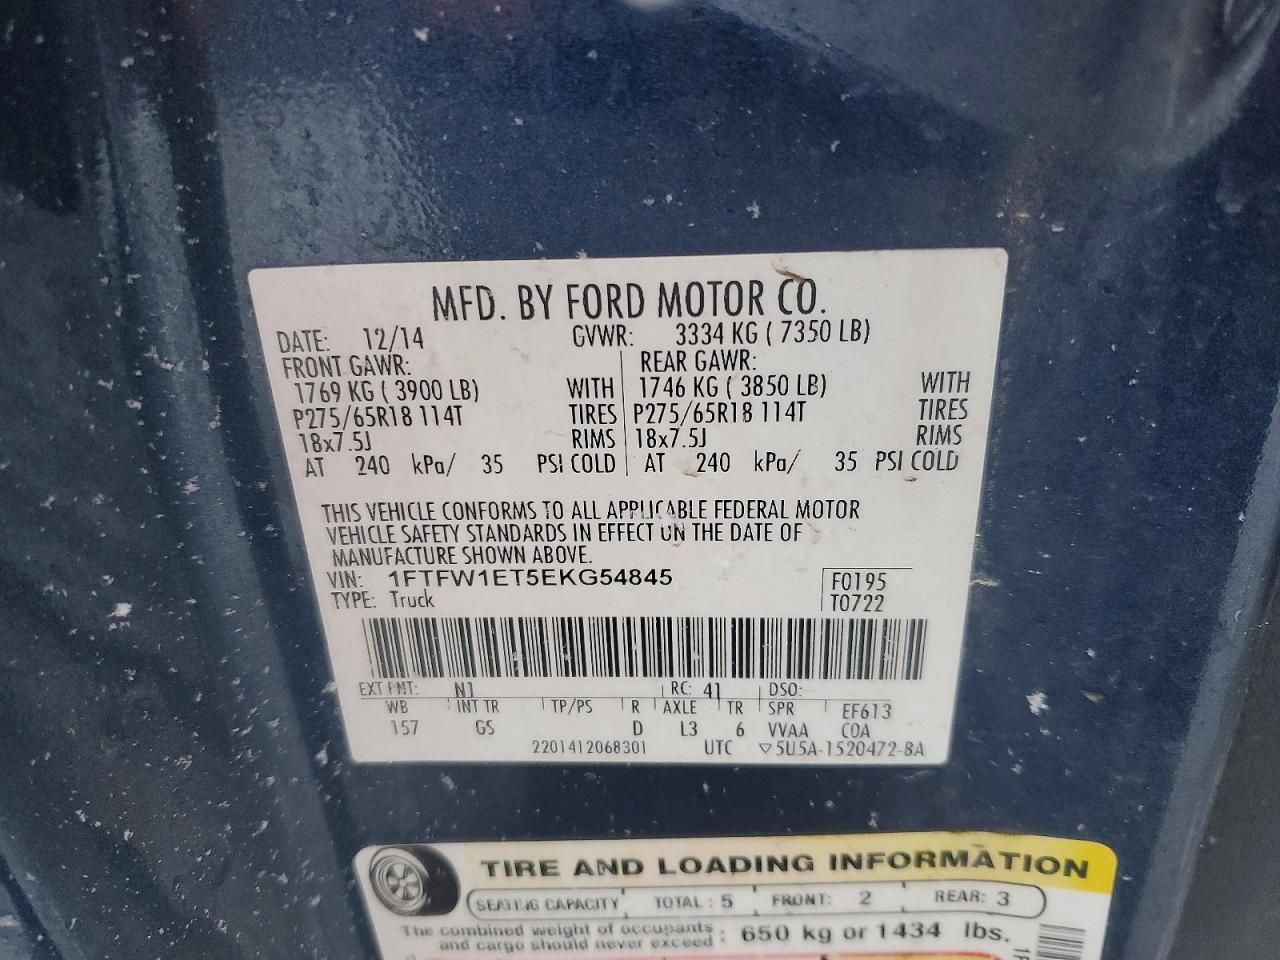 MFD. BY FORD MOTOR CO.
DATE: 12/14 GVWR: 3334 KG ( 7350 LB)
FRONT GAWR: REAR GAWR:
1769 KG ( 3900 LB) WITH 1746 KG ( 3850 LB) WITH
P275/65R18 114T TIRES P275/65R18 114T TIRES
18x7.5J RIMS 18x7.5J RIMS
AT 240 kPa/ 35 PSI COLD AT 240 kPa/ 35 PSI COLD
THIS VEHICLE CONFORMS TO ALL APPLICABLE FEDERAL MOTOR
VEHICLE SAFETY STANDARDS IN EFFECT ON THE DATE OF
MANUFACTURE SHOWN ABOVE.
VIN: 1FTFW1ET5EKG54845 F0195
TYPE: Truck T0722
EXT PNT: N1 RC: 41 DSO:
WB INT TR TP/PS R AXLE TR SPR EF613
157 GS D L3 6 VVAA COA
2201412068301 UTC ▽5U5A-1520472-BA
TIRE AND LOADING INFORMATION
SEATING CAPACITY TOTAL : 5 FRONT: 2 REAR: 3
The combined weight of occupants
and cargo should never exceed : 650 kg or 1434 lbs.